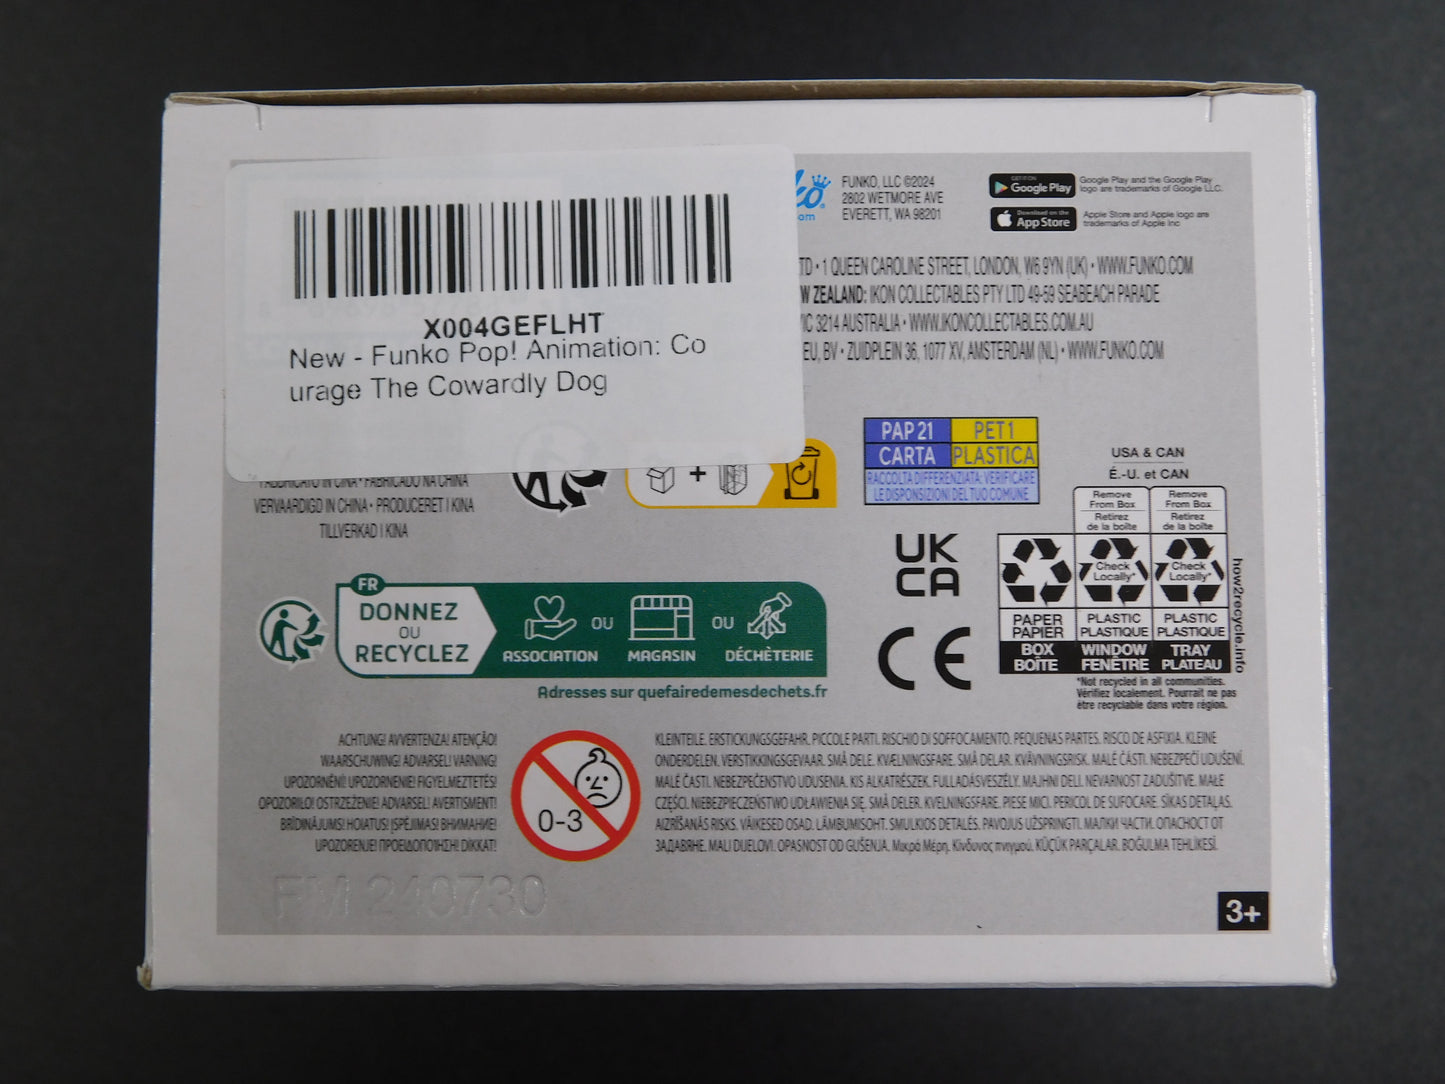 X004GEFLHT
New - Funko Pop! Animation: Co
urage The Cowardly Dog
FUNKO, LLC ©2024
2802 WETMORE AVE
EVERETT, WA 98201
GET IT ON
Google Play
Google Play and the Google Play
logo are trademarks of Google LLC.
Download on the
App Store
Apple Store and Apple logo are
trademarks of Apple Inc
TD • 1 QUEEN CAROLINE STREET, LONDON, W6 9YN (UK) • WWW.FUNKO.COM
W ZEALAND: IKON COLLECTABLES PTY LTD 49-59 SEABEACH PARADE
IC 3214 AUSTRALIA • WWW.IKONCOLLECTABLES.COM.AU
EU, BV • ZUIDPLEIN 36, 1077 XV, AMSTERDAM (NL) • WWW.FUNKO.COM
FABBRICATO IN CINA • FABRICADO NA CHINA
VERVAARDIGD IN CHINA • PRODUCERET I KINA
TILLVERKAD I KINA
+
PAP 21 PET 1
CARTA PLASTICA
RACCOLTA DIFFERENZIATA: VERIFICARE
LE DISPOSIZIONI DEL TUO COMUNE
USA & CAN
É.-U. et CAN
Remove From Box
Retirez de la boîte
Remove From Box
Retirez de la boîte
Check Locally*
Check Locally*
PAPER PAPIER
PLASTIC PLASTIQUE
PLASTIC PLASTIQUE
BOX BOÎTE
WINDOW FENÊTRE
TRAY PLATEAU
how2recycle.info
*Not recycled in all communities.
Vérifiez localement. Pourrait ne pas
être recyclable dans votre région.
UK
CA
CE
FR
DONNEZ
OU
RECYCLEZ
ASSOCIATION
OU
MAGASIN
OU
DÉCHÈTERIE
Adresses sur quefairedemesdechets.fr
ACHTUNG! AVVERTENZA! ATENÇÃO!
WAARSCHUWING! ADVARSEL! VARNING!
UPOZORNĚNÍ! UPOZORNENIE! FIGYELMEZTETÉS!
OPOZORILO! OSTRZEŻENIE! ADVARSEL! AVERTISMENT!
BRĪDINĀJUMS! HOIATUS! ĮSPĖJIMAS! ВНИМАНИЕ!
UPOZORENJE! ΠΡΟΕΙΔΟΠΟΊΗΣΗ! DİKKAT!
0-3
KLEINTEILE. ERSTICKUNGSGEFAHR. PICCOLE PARTI. RISCHIO DI SOFFOCAMENTO. PEQUENAS PARTES. RISCO DE ASFIXIA. KLEINE
ONDERDELEN. VERSTIKKINGSGEVAAR. SMÅ DELE. KVÆLNINGSFARE. SMÅ DELAR. KVÄVNINGSRISK. MALÉ ČÁSTI. NEBEZPEČÍ UDUŠENÍ.
MALÉ ČASTI. NEBEZPEČENSTVO UDUSENIA. KIS ALKATRÉSZEK. FULLADÁSVESZÉLY. MAJHNI DELI. NEVARNOST ZADUŠITVE. MAŁE
CZĘŚCI. NIEBEZPIECZEŃSTWO UDŁAWIENIA SIĘ. SMÅ DELER. KVELNINGSFARE. PIESE MICI. PERICOL DE SUFOCARE. SĪKAS DETAĻAS.
AIZRĪŠANĀS RISKS. VÄIKESED OSAD. LÄMBUMISOHT. SMULKIOS DETALĖS. PAVOJUS UŽSPRINGTI. МАЛКИ ЧАСТИ. ОПАСНОСТ ОТ
ЗАДАВЯНЕ. MALI DIJELOVI. OPASNOST OD GUŠENJA. Μικρά Μέρη. Κίνδυνος πνιγμού. KÜÇÜK PARÇALAR. BOĞULMA TEHLİKESİ.
FM 240730
3+